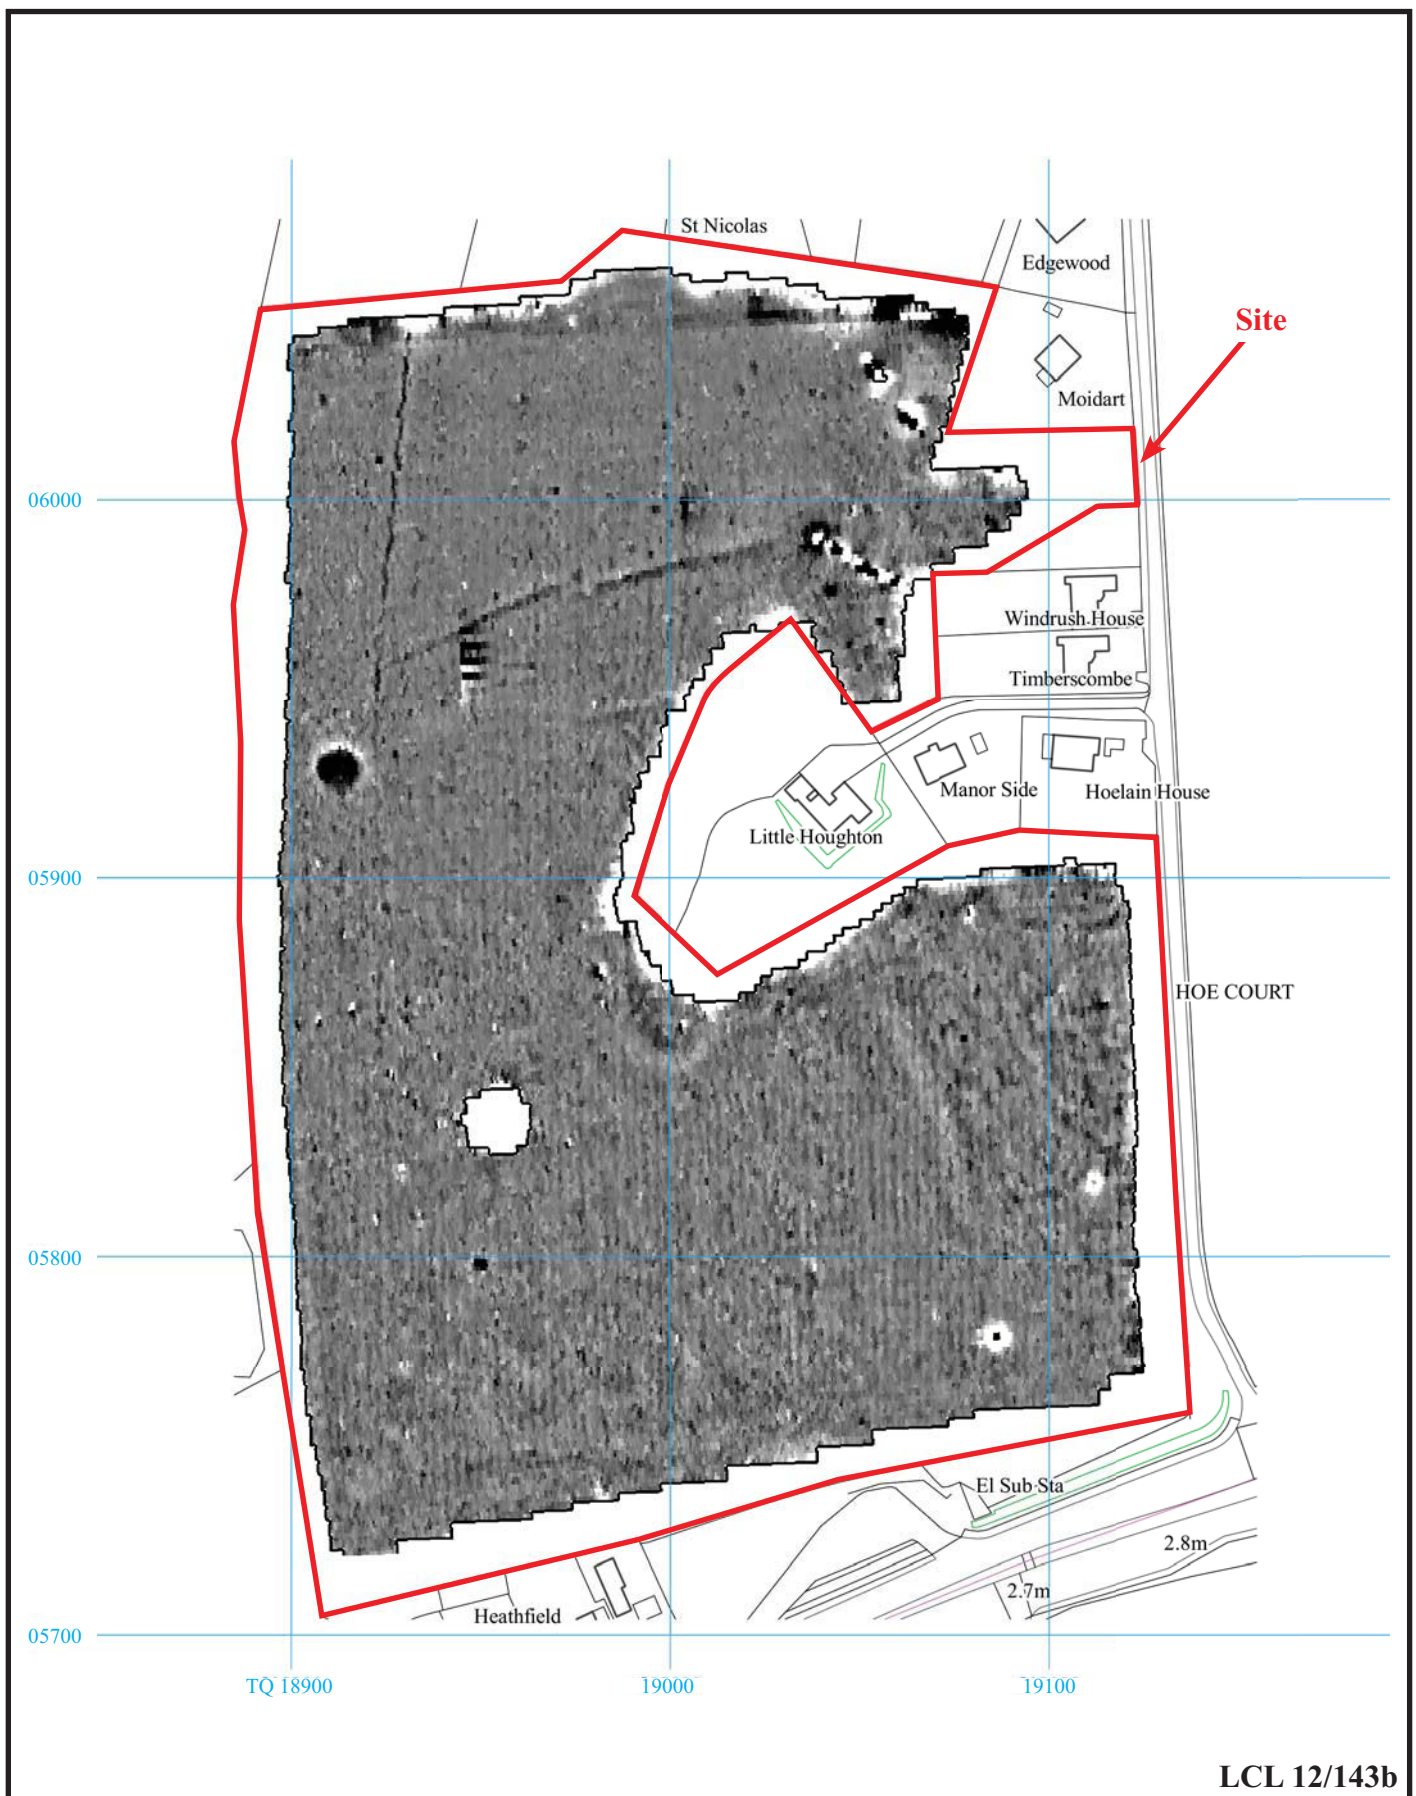 St Nicolas
Edgewood
Site
Moidart
06000
Windrush House
Timberscombe
Manor Side
Hoelain House
Little Houghton
05900
HOE COURT
05800
El Sub Sta
2.8m
2.7m
Heathfield
05700
TQ 18900
19000
19100
LCL 12/143b